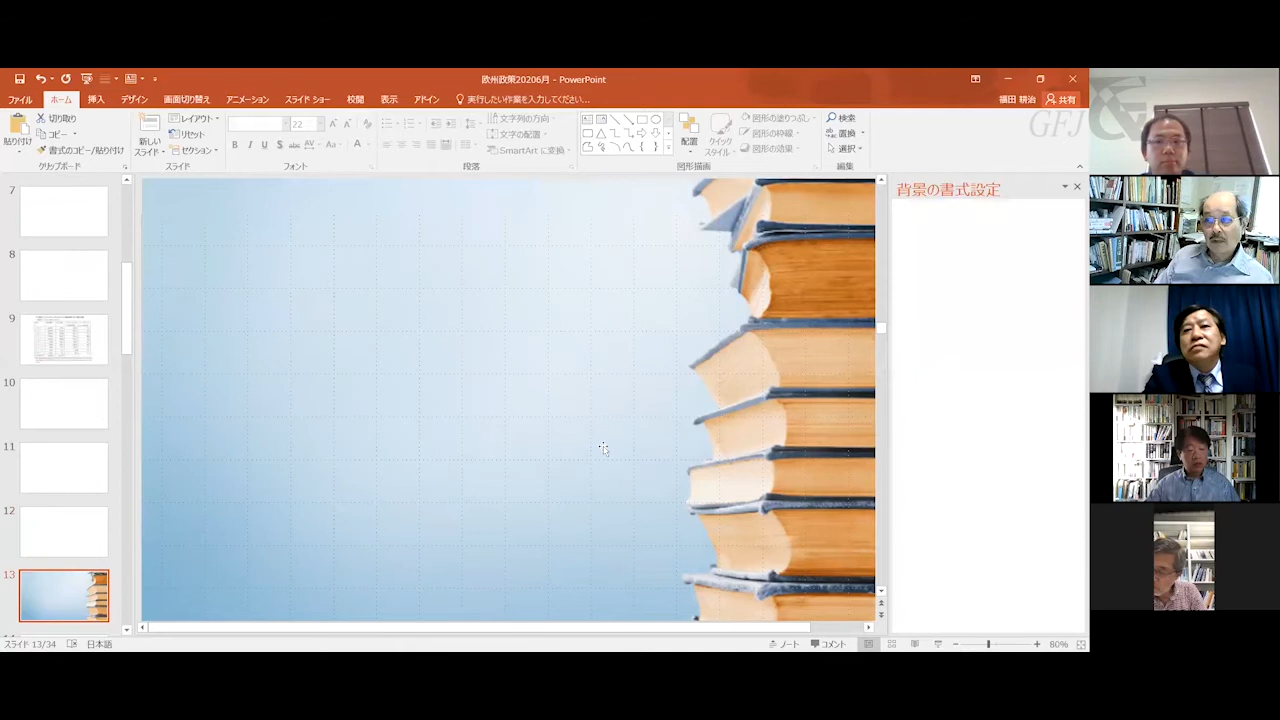 欧州政策20206月 - PowerPoint
ファイル
ホーム
挿入
デザイン
画面切り替え
アニメーション
スライド ショー
校閲
表示
アドイン
実行したい作業を入力してください...
福田 耕治
共有
貼り付け
切り取り
コピー
書式のコピー/貼り付け
クリップボード
新しい
スライド
レイアウト
リセット
セクション
スライド
22
B I U S abc AV Aa A
フォント
文字列の方向
文字の配置
SmartArt に変換
段落
配置
クイック
スタイル
図形の塗りつぶし
図形の枠線
図形の効果
図形描画
検索
置換
選択
編集
7
8
9
10
11
12
13
背景の書式設定
GFJ
スライド 13/34
日本語
ノート
コメント
80%